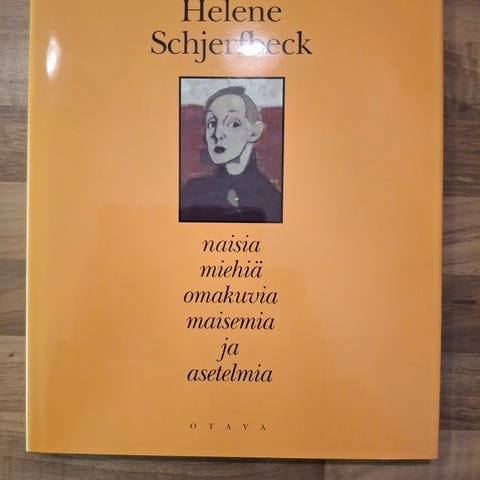 Helene
Schjerfbeck
naisia
miehiä
omakuvia
maisemia
ja
asetelmia
OTAVA